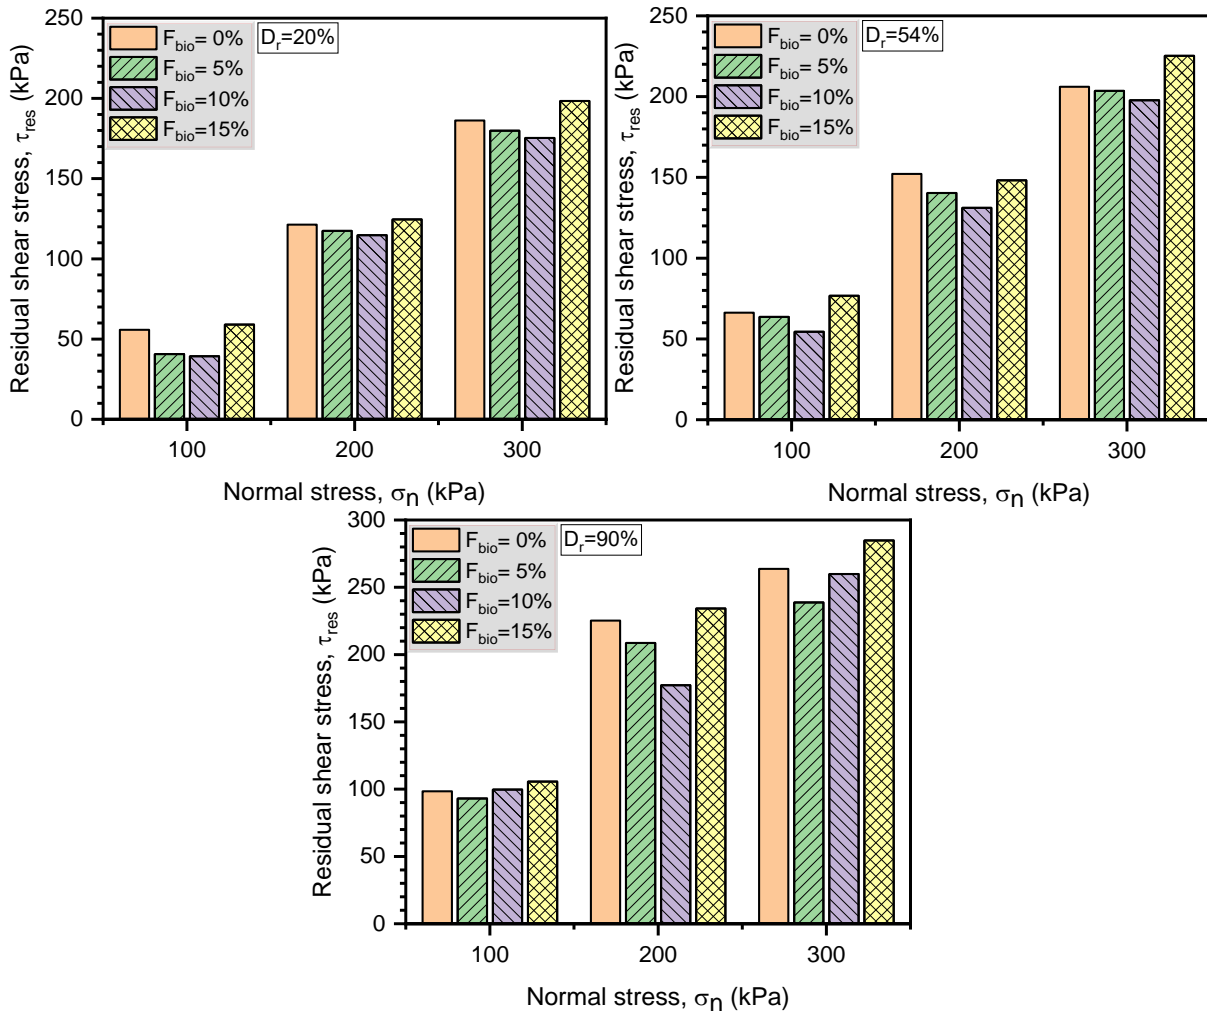 Residual shear stress, τres (kPa)
250
200
150
100
50
0
Fbio= 0%
Fbio= 5%
Fbio=10%
Fbio=15%
Dr=20%
100 200 300
Normal stress, σn (kPa)
Residual shear stress, τres (kPa)
250
200
150
100
50
0
Fbio= 0%
Fbio= 5%
Fbio=10%
Fbio=15%
Dr=54%
100 200 300
Normal stress, σn (kPa)
Residual shear stress, τres (kPa)
300
250
200
150
100
50
0
Fbio= 0%
Fbio= 5%
Fbio=10%
Fbio=15%
Dr=90%
100 200 300
Normal stress, σn (kPa)